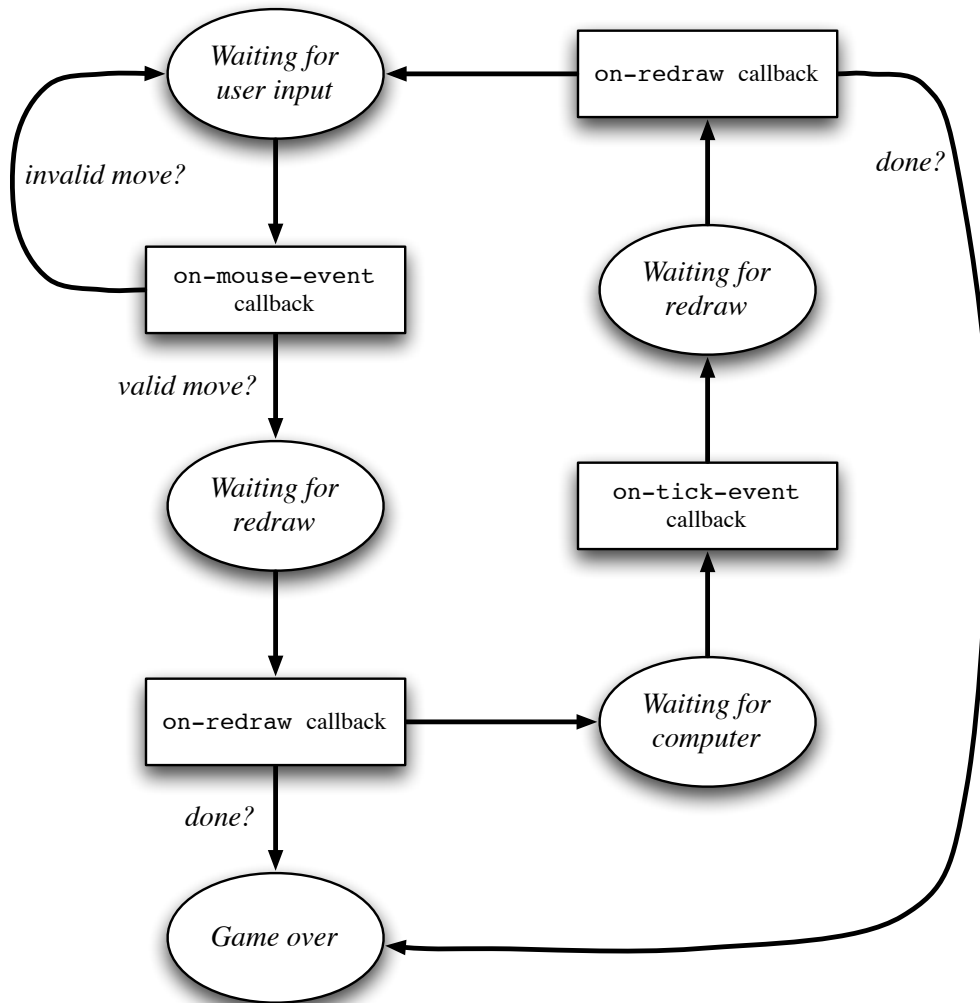 Waiting for
user input
on-redraw callback
invalid move?
done?
on-mouse-event
callback
Waiting for
redraw
valid move?
Waiting for
redraw
on-tick-event
callback
on-redraw callback
Waiting for
computer
done?
Game over